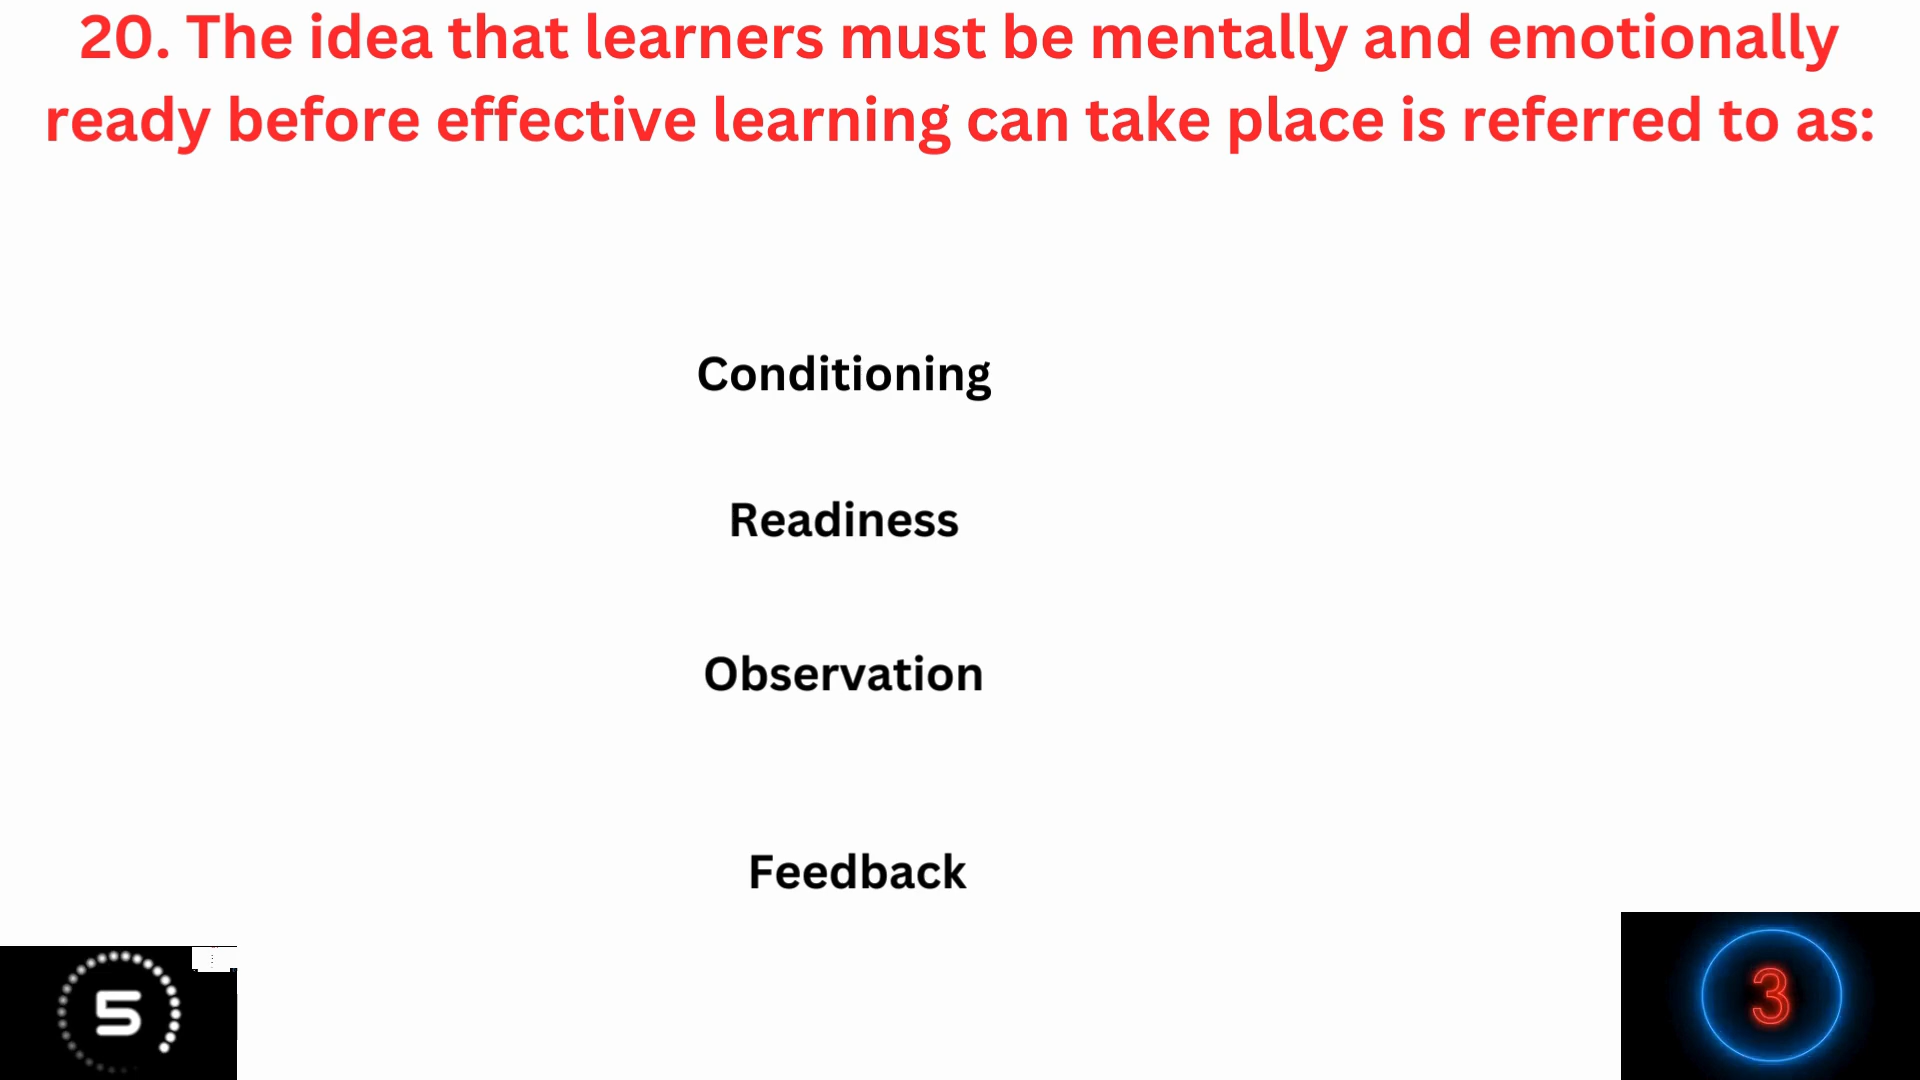 20. The idea that learners must be mentally and emotionally
ready before effective learning can take place is referred to as:
Conditioning
Readiness
Observation
Feedback
5
3